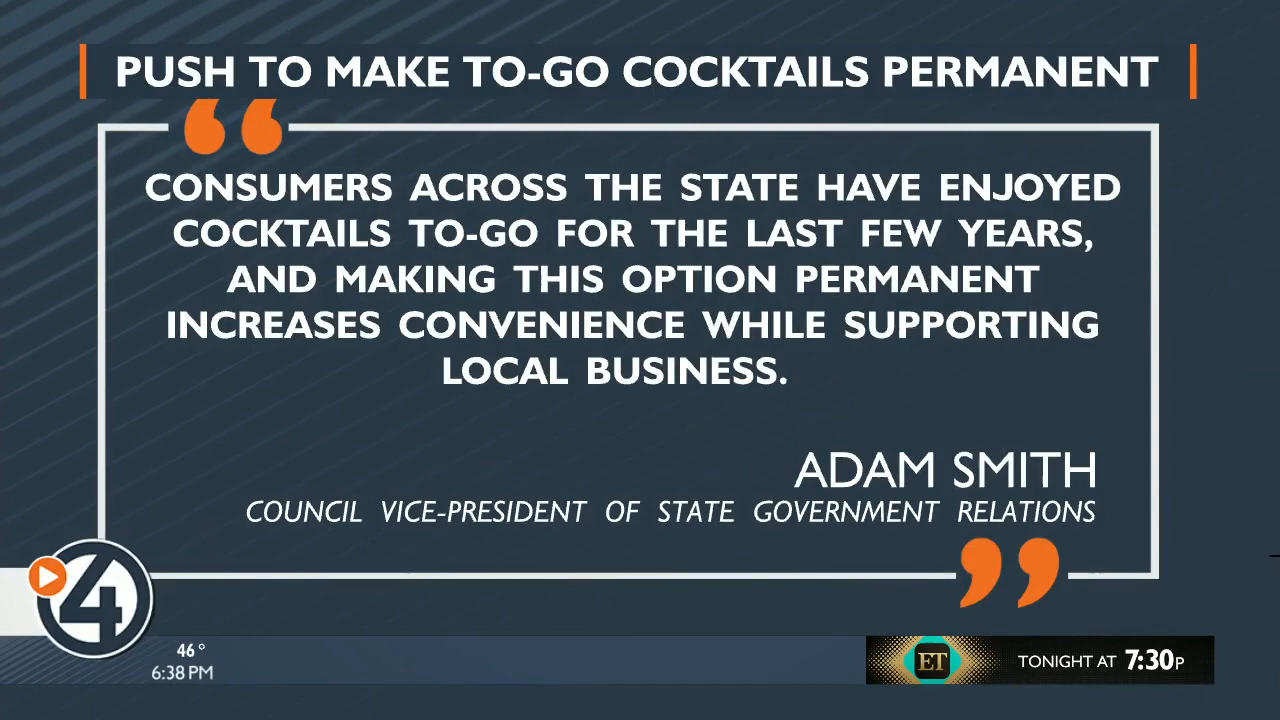 PUSH TO MAKE TO-GO COCKTAILS PERMANENT
CONSUMERS ACROSS THE STATE HAVE ENJOYED
COCKTAILS TO-GO FOR THE LAST FEW YEARS,
AND MAKING THIS OPTION PERMANENT
INCREASES CONVENIENCE WHILE SUPPORTING
LOCAL BUSINESS.
ADAM SMITH
COUNCIL VICE-PRESIDENT OF STATE GOVERNMENT RELATIONS
4
46°
6:38 PM
ET
TONIGHT AT 7:30P